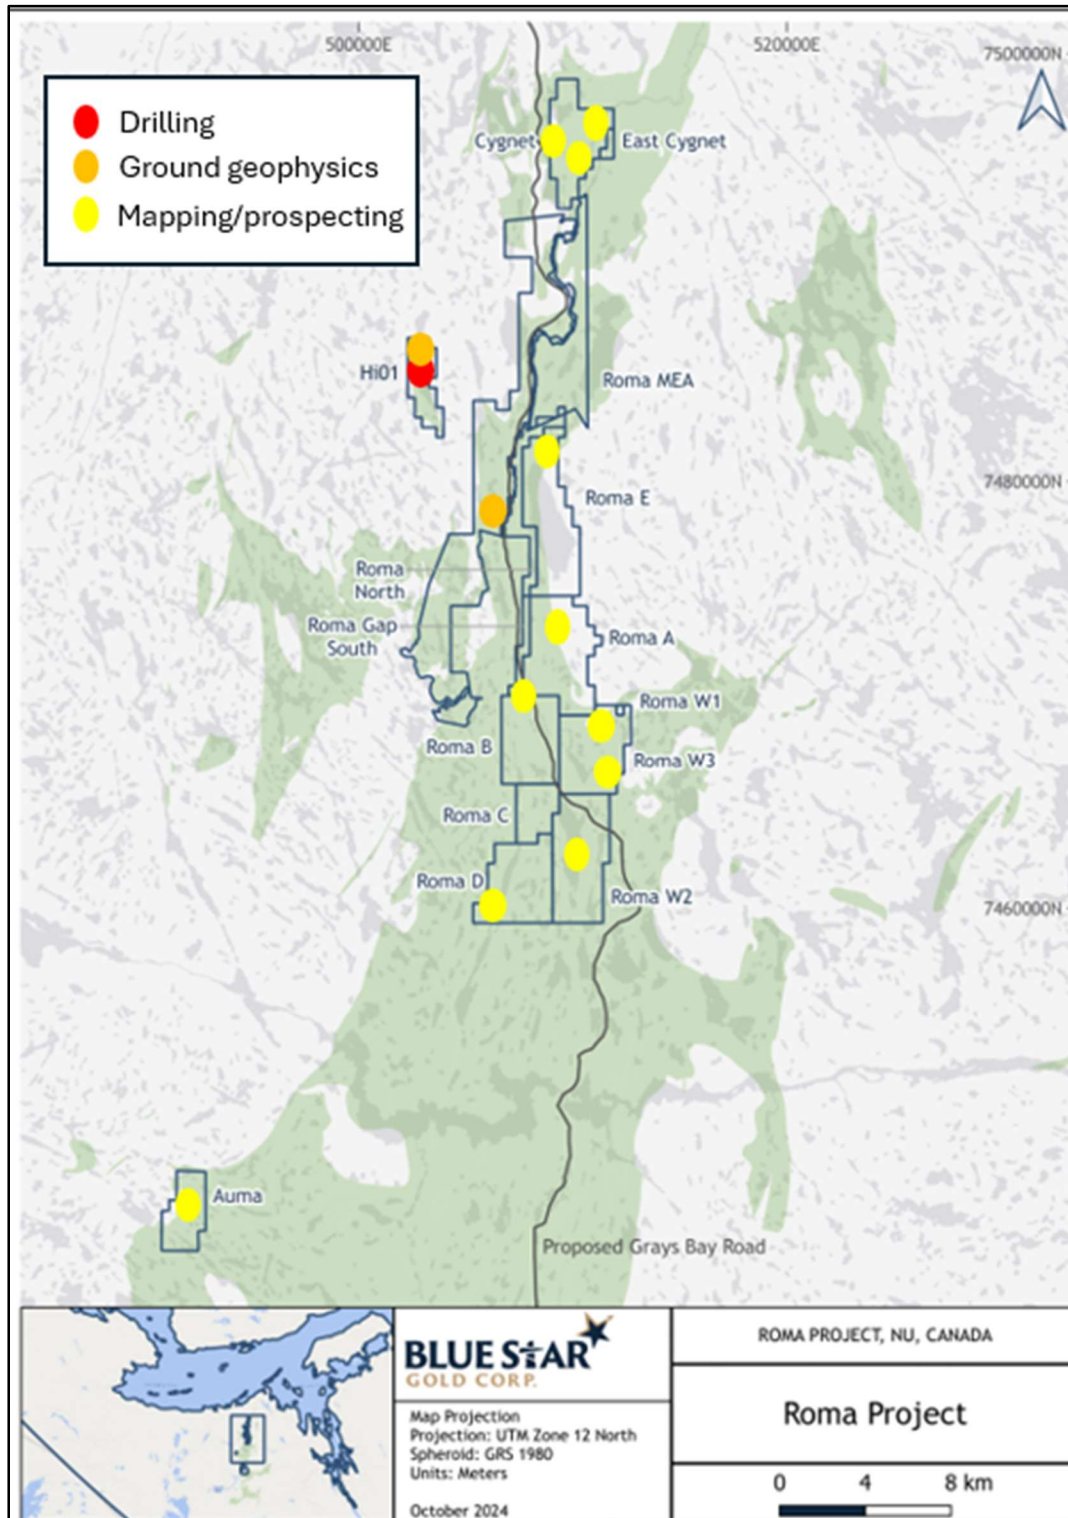 500000E
520000E
7500000N
Drilling
Ground geophysics
Mapping/prospecting
Cygnet
East Cygnet
Hi01
Roma MEA
7480000N
Roma E
Roma
North
Roma Gap
South
Roma A
Roma W1
Roma B
Roma W3
Roma C
Roma D
Roma W2
7460000N
Auma
Proposed Grays Bay Road
BLUE STAR
GOLD CORP.
Map Projection
Projection: UTM Zone 12 North
Spheroid: GRS 1980
Units: Meters
October 2024
ROMA PROJECT, NU, CANADA
Roma Project
0 4 8 km